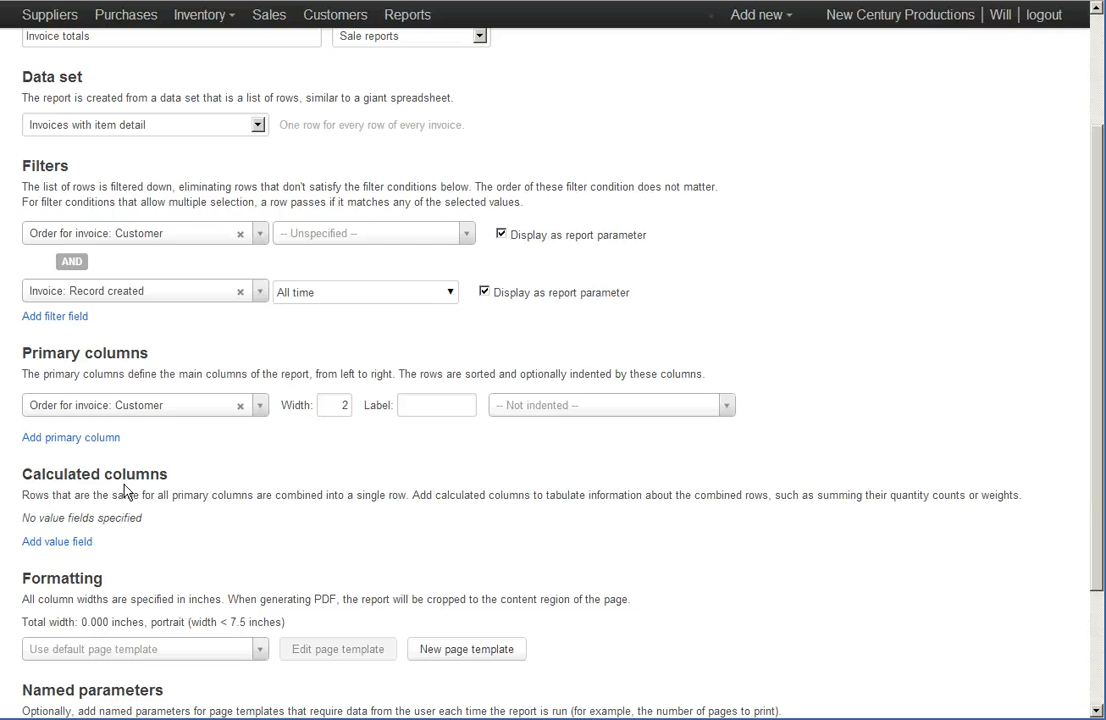 Suppliers Purchases Inventory Sales Customers Reports Add new New Century Productions | Will | logout
Invoice totals Sale reports
Data set
The report is created from a data set that is a list of rows, similar to a giant spreadsheet.
Invoices with item detail One row for every row of every invoice.
Filters
The list of rows is filtered down, eliminating rows that don't satisfy the filter conditions below. The order of these filter condition does not matter.
For filter conditions that allow multiple selection, a row passes if it matches any of the selected values.
Order for invoice: Customer -- Unspecified -- Display as report parameter
AND
Invoice: Record created All time Display as report parameter
Add filter field
Primary columns
The primary columns define the main columns of the report, from left to right. The rows are sorted and optionally indented by these columns.
Order for invoice: Customer Width: 2 Label: -- Not indented --
Add primary column
Calculated columns
Rows that are the same for all primary columns are combined into a single row. Add calculated columns to tabulate information about the combined rows, such as summing their quantity counts or weights.
No value fields specified
Add value field
Formatting
All column widths are specified in inches. When generating PDF, the report will be cropped to the content region of the page.
Total width: 0.000 inches, portrait (width < 7.5 inches)
Use default page template Edit page template New page template
Named parameters
Optionally, add named parameters for page templates that require data from the user each time the report is run (for example, the number of pages to print).